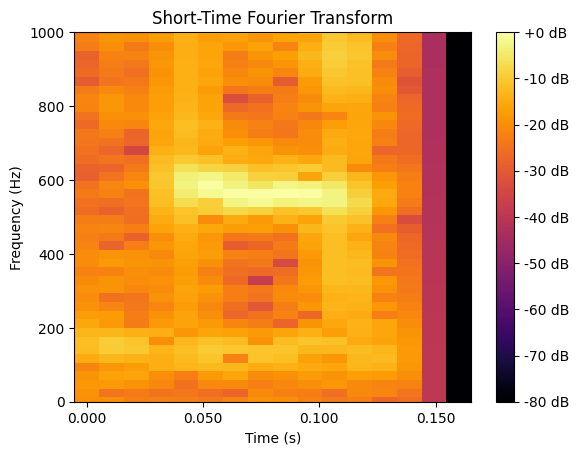 Short-Time Fourier Transform
1000
800
600
400
200
0
Frequency (Hz)
0.000
0.050
0.100
0.150
Time (s)
+0 dB
-10 dB
-20 dB
-30 dB
-40 dB
-50 dB
-60 dB
-70 dB
-80 dB